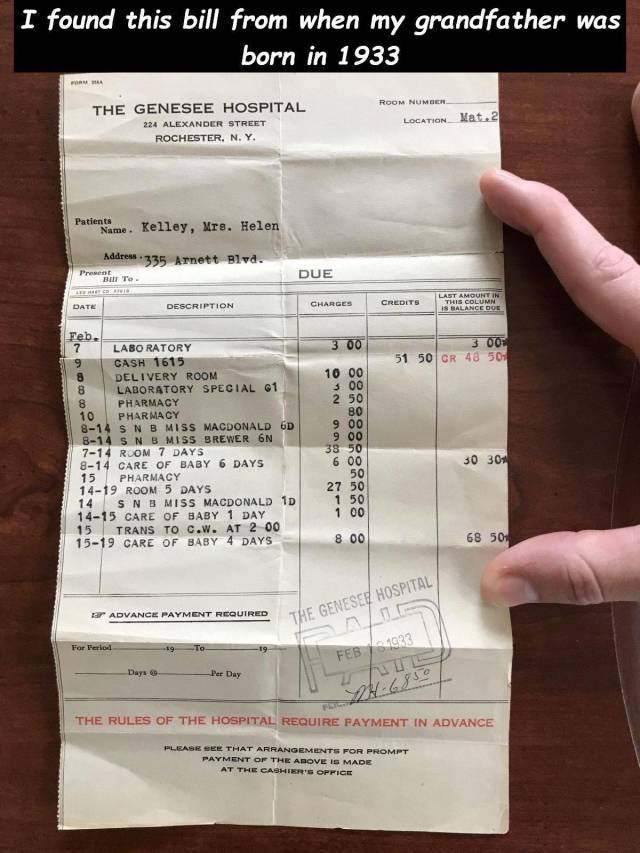 I found this bill from when my grandfather was
born in 1933
FORM
THE GENESEE HOSPITAL
224 ALEXANDER STREET
ROCHESTER, N. Y.
ROOM NUMBER
LOCATION Mat.2
Patients
Name. Kelley, Mrs. Helen
Address. 335 Arnett Blvd.
Present
Bill To.
DUE
DATE DESCRIPTION CHARGES CREDITS LAST AMOUNT IN THIS COLUMN IS BALANCE DUE
Feb.
7 LABORATORY 3 00 3 00*
9 CASH 1615 51 50 CR 48 50*
8 DELIVERY ROOM 10 00
8 LABORATORY SPECIAL G1 3 00
8 PHARMACY 2 50
10 PHARMACY 80
8-14 S N B MISS MACDONALD 6D 9 00
8-14 S N B MISS BREWER 6N 9 00
7-14 ROOM 7 DAYS 38 50
8-14 CARE OF BABY 6 DAYS 6 00 30 30*
15 PHARMACY 50
14-19 ROOM 5 DAYS 27 50
14 S N B MISS MACDONALD 1D 1 50
14-15 CARE OF BABY 1 DAY 1 00
15 TRANS TO C.W. AT 2 00
15-19 CARE OF BABY 4 DAYS 8 00 68 50*
ADVANCE PAYMENT REQUIRED
THE GENESEE HOSPITAL
PAID
FEB 1933
For Period 19 To 19
Days @ Per Day
PER 6850
THE RULES OF THE HOSPITAL REQUIRE PAYMENT IN ADVANCE
PLEASE SEE THAT ARRANGEMENTS FOR PROMPT
PAYMENT OF THE ABOVE IS MADE
AT THE CASHIER'S OFFICE